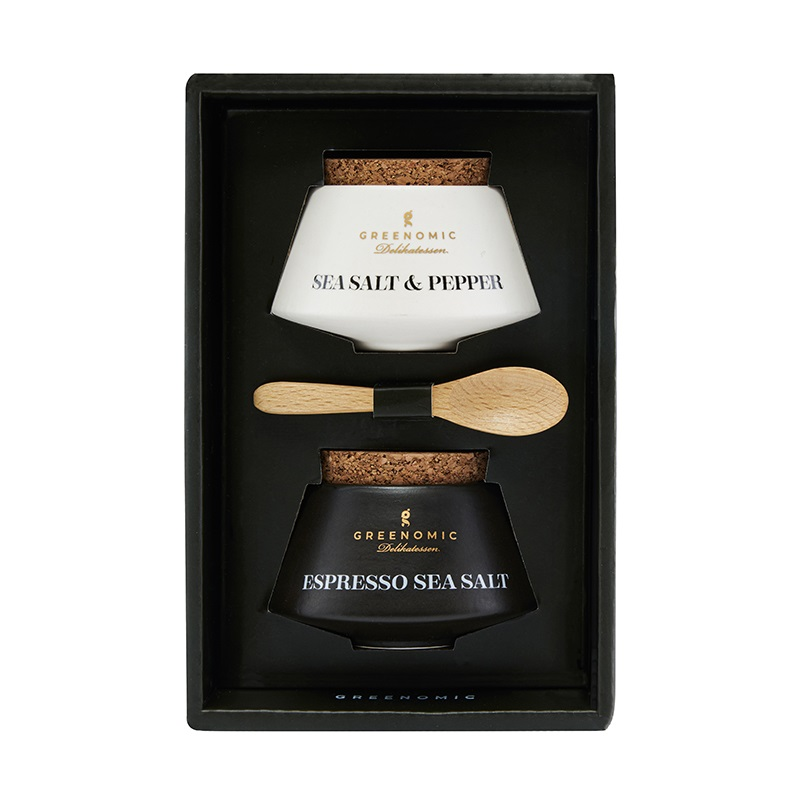 GREENOMIC
Delikatessen.
SEA SALT & PEPPER
GREENOMIC
Delikatessen.
ESPRESSO SEA SALT
GREENOMIC